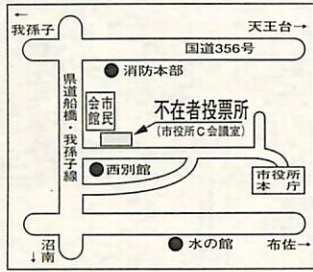 ←
我孫子
天王台→
国道356号
●消防本部
県道船橋・我孫子線
市民
会館
不在者投票所
(市役所C会議室)
●西別館
市役所
本庁
沼南
↓
●水の館
布佐→